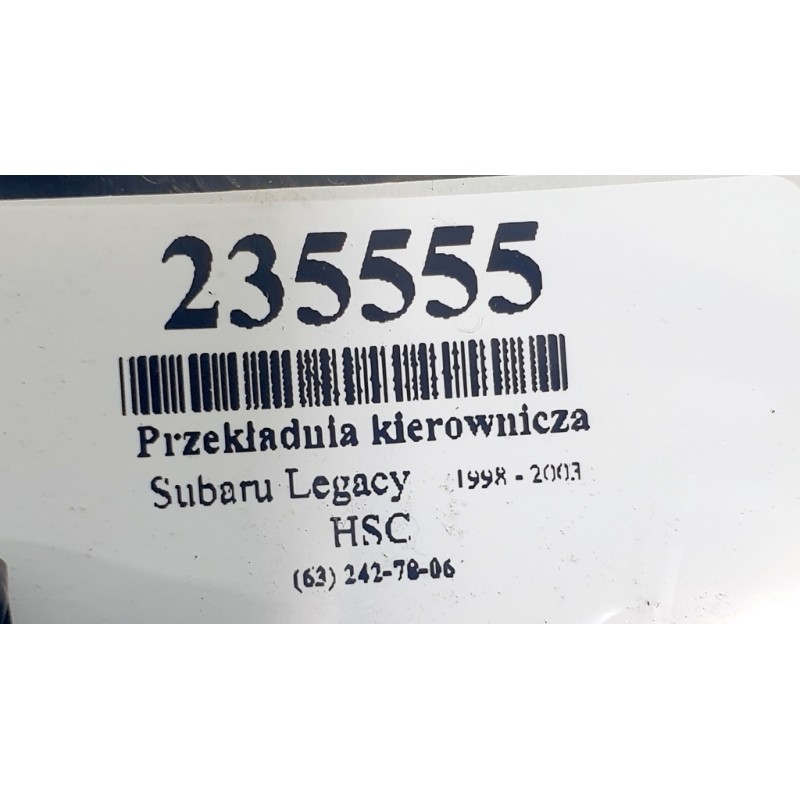 235555
Przekładnia kierownicza
Subaru Legacy 1998 - 2003
HSC
(63) 242-78-06